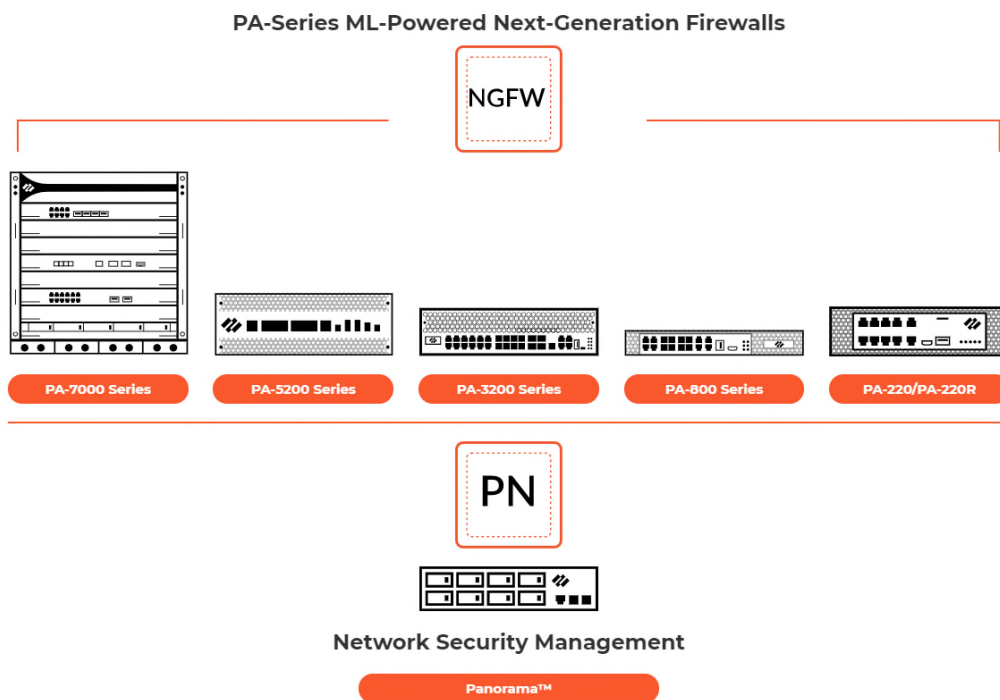 PA-Series ML-Powered Next-Generation Firewalls
NGFW
PA-7000 Series
PA-5200 Series
PA-3200 Series
PA-800 Series
PA-220/PA-220R
PN
Network Security Management
Panorama™